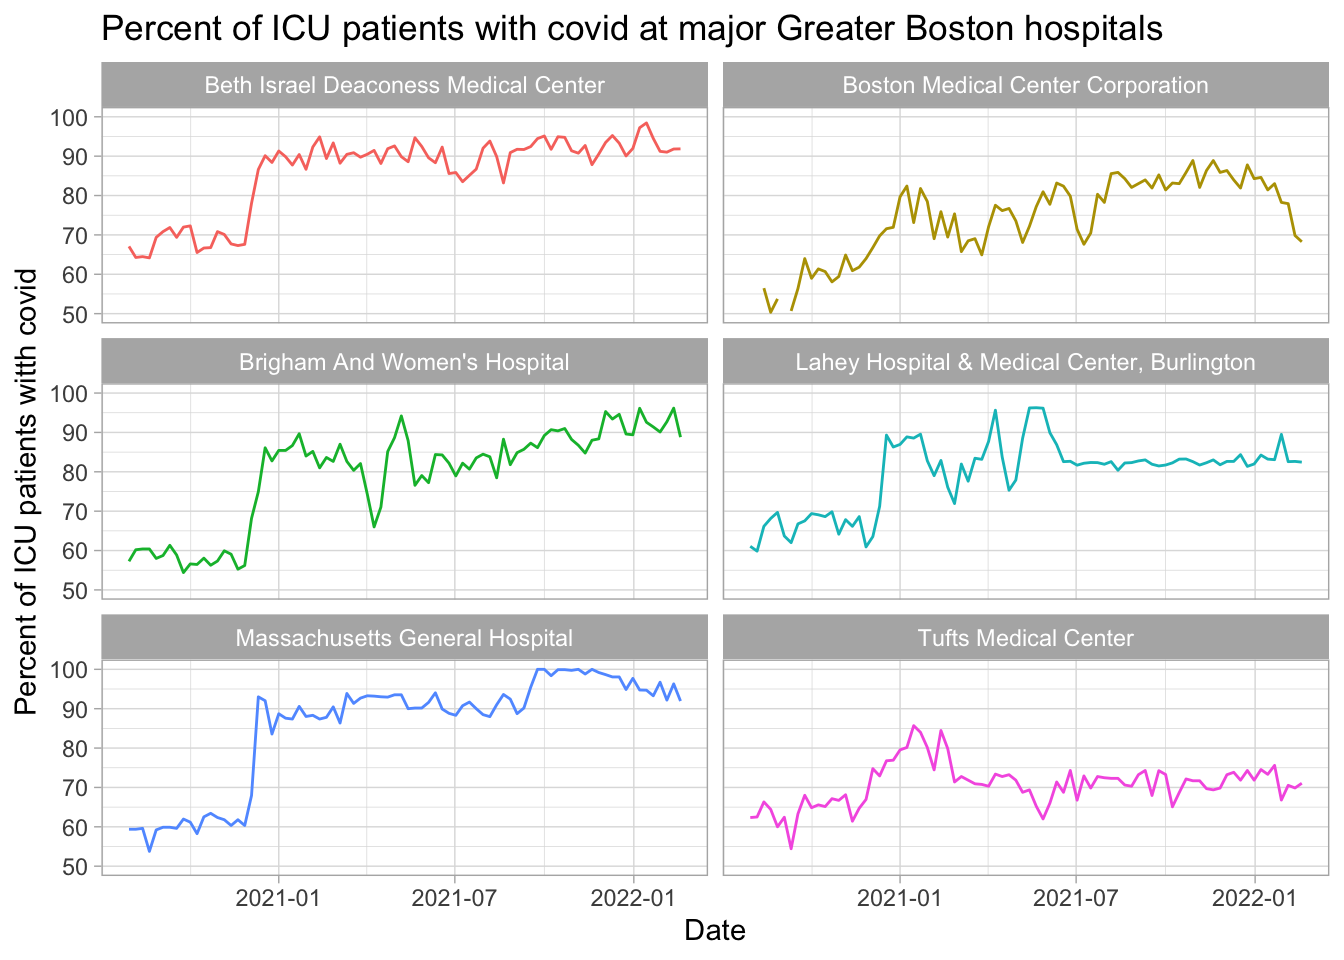 Percent of ICU patients with covid at major Greater Boston hospitals
Beth Israel Deaconess Medical Center
Boston Medical Center Corporation
100
90
80
70
60
50
Brigham And Women's Hospital
Lahey Hospital & Medical Center, Burlington
100
90
80
70
60
50
Massachusetts General Hospital
Tufts Medical Center
100
90
80
70
60
50
2021-01
2021-07
2022-01
2021-01
2021-07
2022-01
Percent of ICU patients witth covid
Date